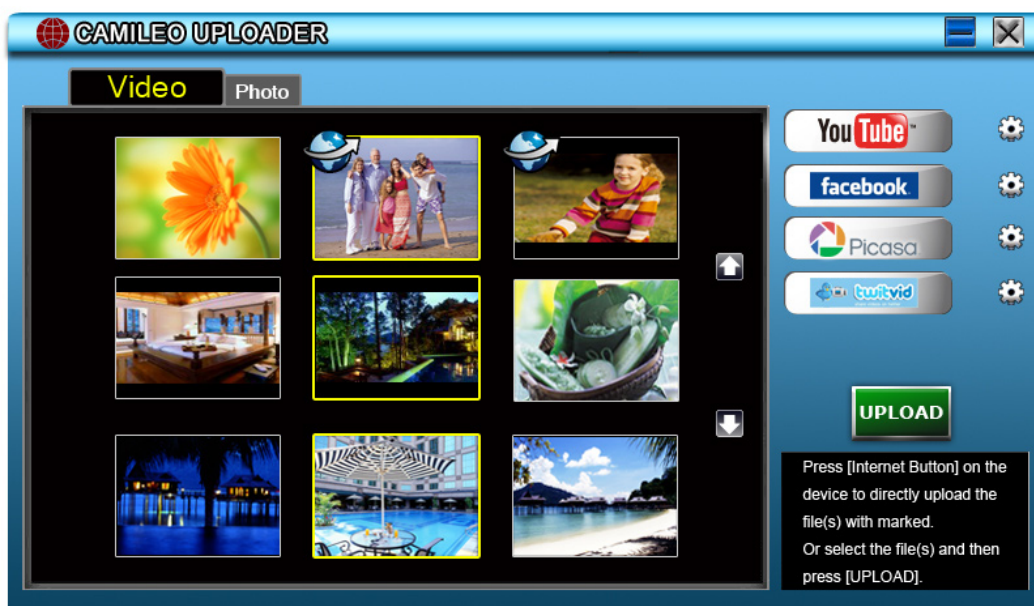 CAMILEO UPLOADER
Video
Photo
YouTube™
facebook
Picasa
twitvid
UPLOAD
Press [Internet Button] on the
device to directly upload the
file(s) with marked.
Or select the file(s) and then
press [UPLOAD].